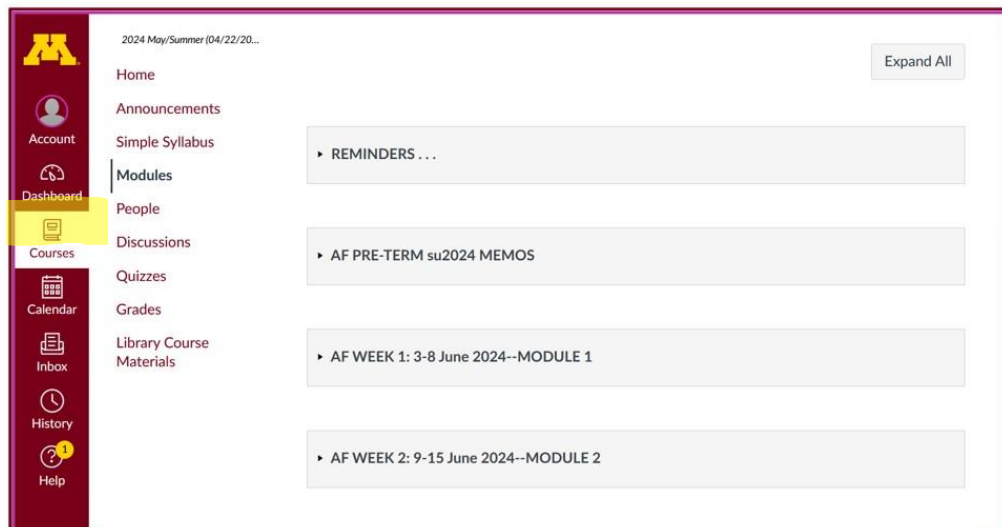 M
Account
Dashboard
Courses
Calendar
Inbox
History
1
Help
2024 May/Summer (04/22/20...
Home
Announcements
Simple Syllabus
Modules
People
Discussions
Quizzes
Grades
Library Course
Materials
Expand All
REMINDERS . . .
AF PRE-TERM su2024 MEMOS
AF WEEK 1: 3-8 June 2024--MODULE 1
AF WEEK 2: 9-15 June 2024--MODULE 2